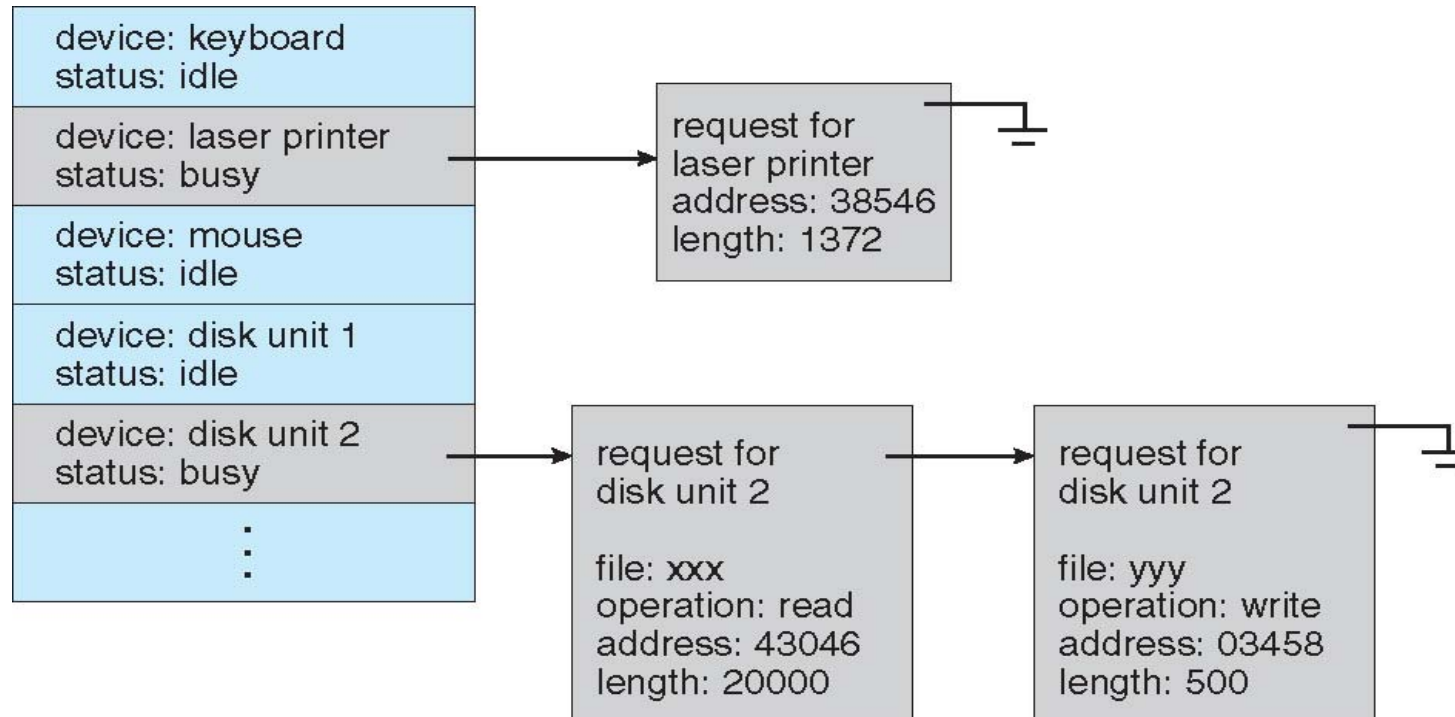 device: keyboard
status: idle
device: laser printer
status: busy
device: mouse
status: idle
device: disk unit 1
status: idle
device: disk unit 2
status: busy
request for
laser printer
address: 38546
length: 1372
request for
disk unit 2
file: xxx
operation: read
address: 43046
length: 20000
request for
disk unit 2
file: yyy
operation: write
address: 03458
length: 500